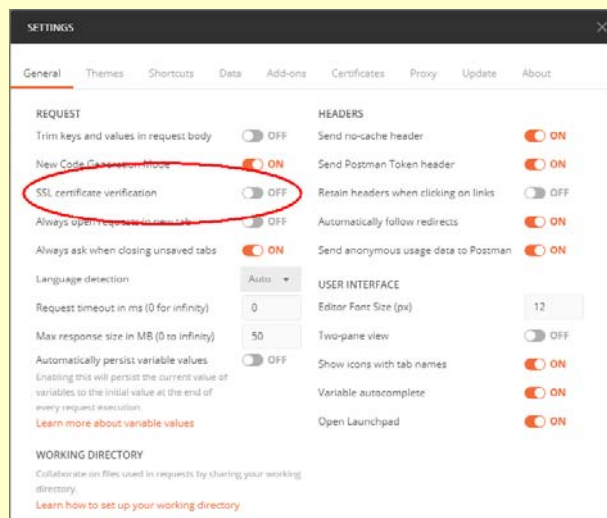 SETTINGS
General Themes Shortcuts Data Add-ons Certificates Proxy Update About
REQUEST
Trim keys and values in request body OFF
New Code Generation Mode ON
SSL certificate verification OFF
Always open requests in new tab OFF
Always ask when closing unsaved tabs ON
Language detection Auto
Request timeout in ms (0 for infinity) 0
Max response size in MB (0 to infinity) 50
Automatically persist variable values OFF
Enabling this will persist the current value of
variables to the initial value at the end of
every request execution.
Learn more about variable values
WORKING DIRECTORY
Collaborate on files used in requests by sharing your working
directory.
Learn how to set up your working directory
HEADERS
Send no-cache header ON
Send Postman Token header ON
Retain headers when clicking on links OFF
Automatically follow redirects ON
Send anonymous usage data to Postman ON
USER INTERFACE
Editor Font Size (px) 12
Two-pane view OFF
Show icons with tab names ON
Variable autocomplete ON
Open Launchpad ON